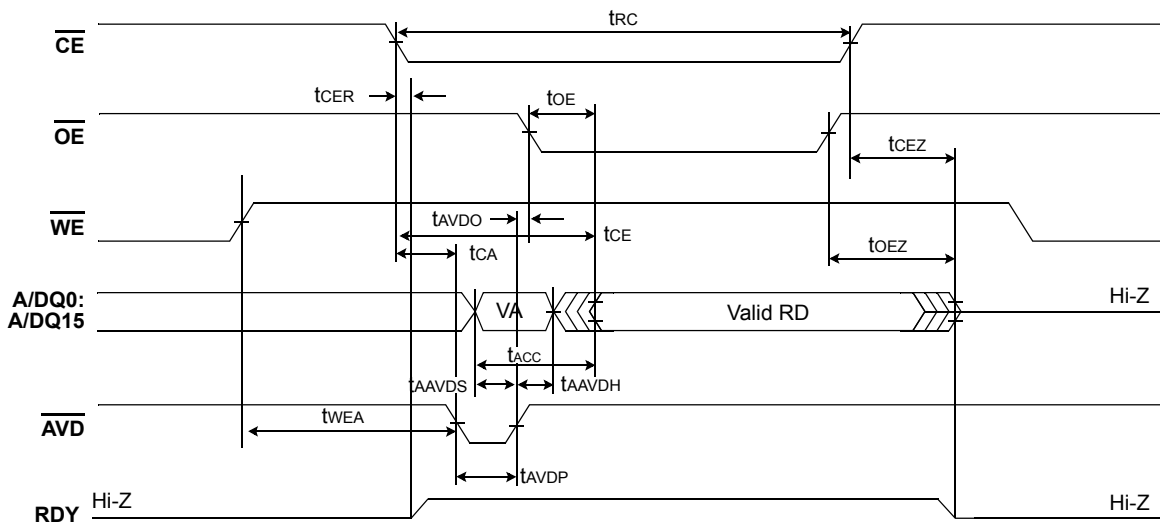 tRC
CE
tCER
tOE
OE
tCEZ
WE
tAVDO
tCE
tCA
tOEZ
A/DQ0:
A/DQ15
VA
Valid RD
Hi-Z
tACC
tAAVDS
tAAVDH
AVD
tWEA
tAVDP
RDY
Hi-Z
Hi-Z